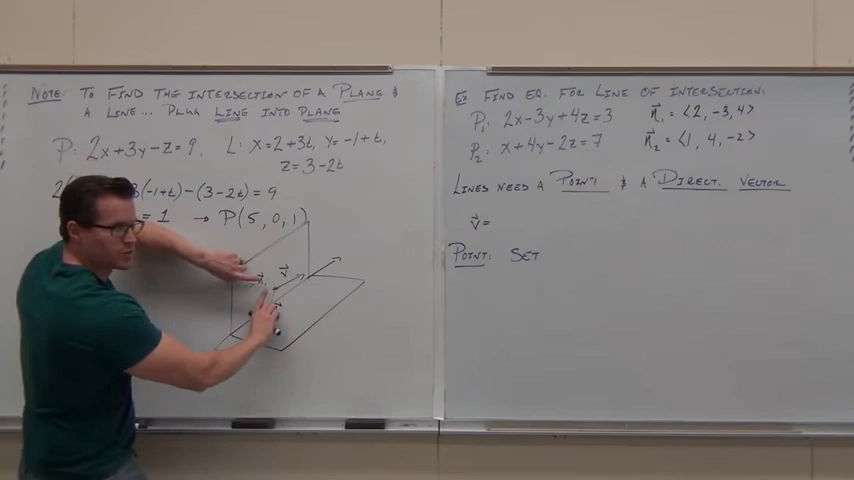 NOTE: TO FIND THE INTERSECTION OF A PLANE &
A LINE... PLUG LINE INTO PLANE
P: 2x+3y-z=9, L: x=2+3t, y=-1+t,
z=3-2t
(-1+t)-(3-2t)=9
=1 → P(5,0,1)
v⃗
n⃗
Ex FIND EQ. FOR LINE OF INTERSECTION:
P₁: 2x-3y+4z=3 n⃗₁=<2,-3,4>
P₂: x+4y-2z=7 n⃗₂=<1,4,-2>
LINES NEED A POINT & A DIRECT. VECTOR
v⃗=
POINT: SET